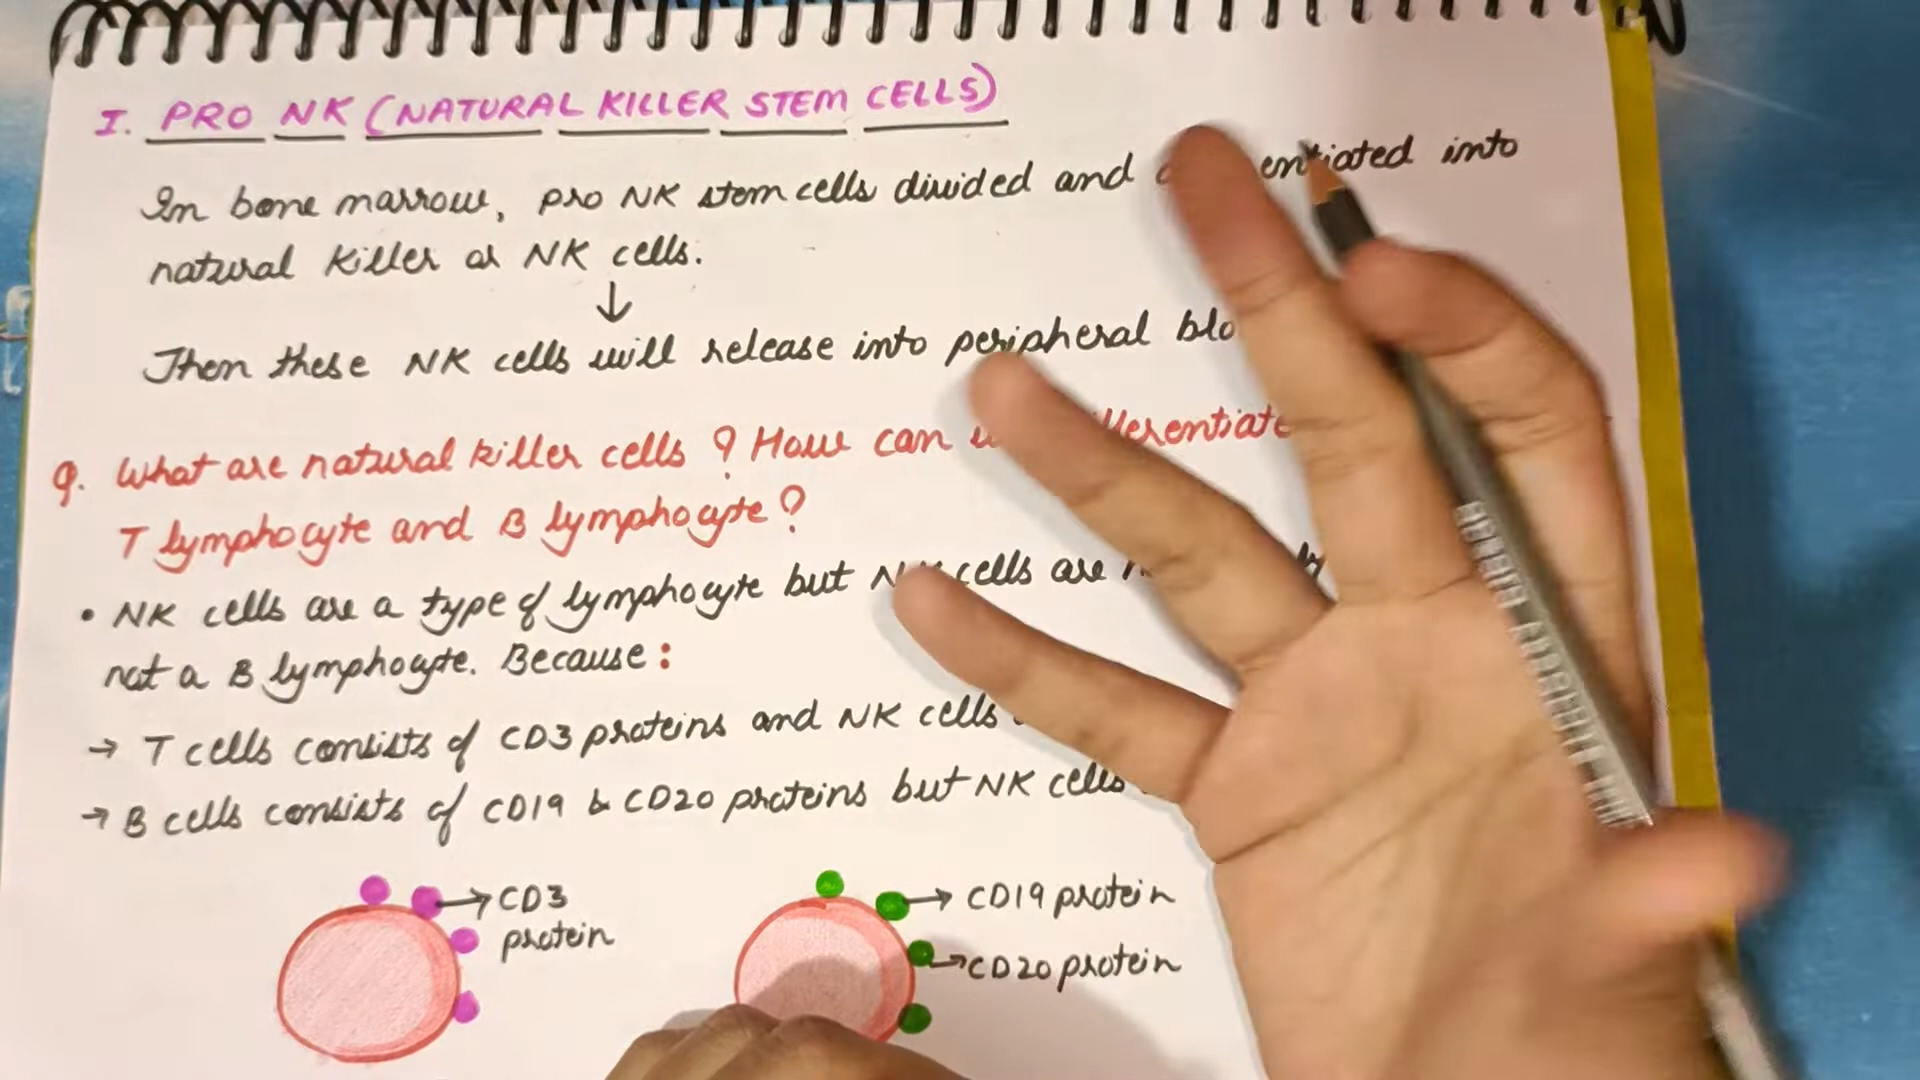 I. PRO NK (NATURAL KILLER STEM CELLS)
In bone marrow, pro NK stem cells divided and into
natural killer or NK cells.
↓
Then these NK cells will release into peripheral
Q. What are natural killer cells ? How can
T lymphocyte and B lymphocyte?
• NK cells are a type of lymphocyte but cells are
not a B lymphocyte. Because:
→ T cells consists of CD3 proteins and NK cells
→ B cells consists of CD19 & CD20 proteins but NK cells
→ CD3
protein
→ CD19 protein
→ CD20 protein